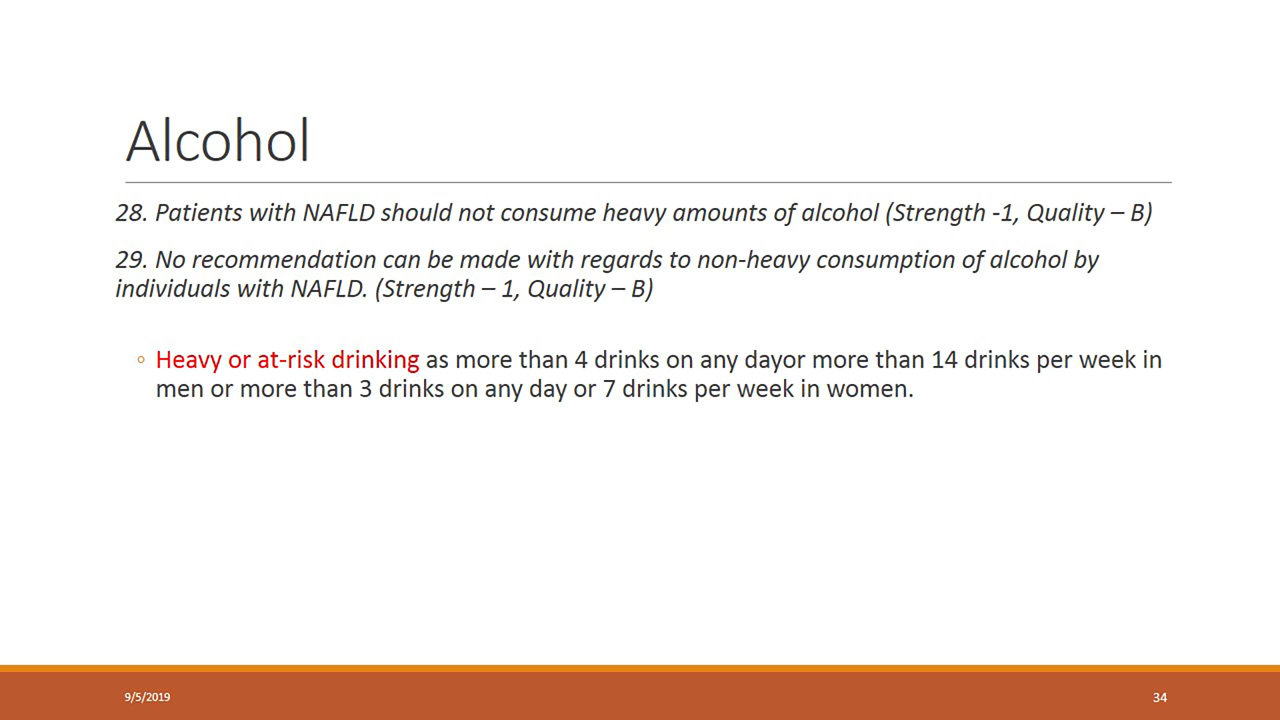 Alcohol
28. Patients with NAFLD should not consume heavy amounts of alcohol (Strength -1, Quality – B)
29. No recommendation can be made with regards to non-heavy consumption of alcohol by
individuals with NAFLD. (Strength – 1, Quality – B)
◦ Heavy or at-risk drinking as more than 4 drinks on any dayor more than 14 drinks per week in
men or more than 3 drinks on any day or 7 drinks per week in women.
9/5/2019
34